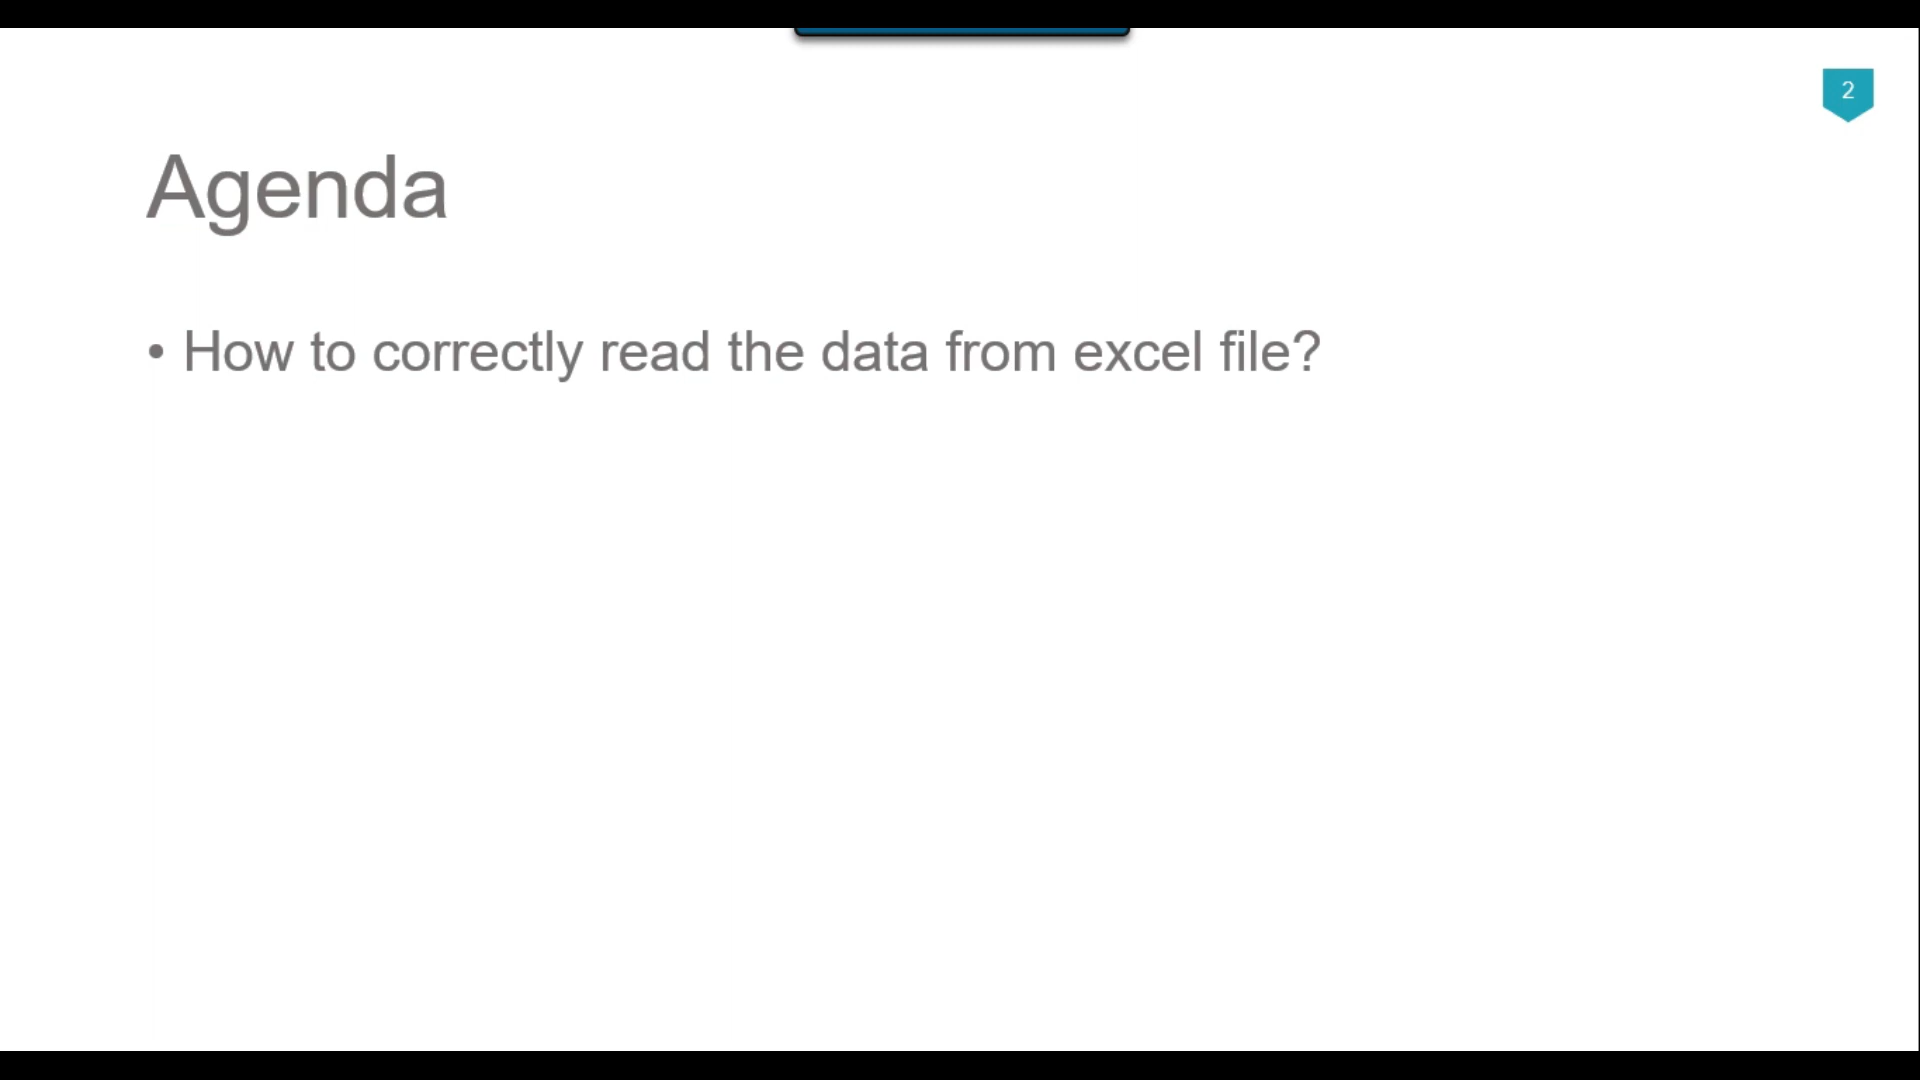 2
Agenda
• How to correctly read the data from excel file?